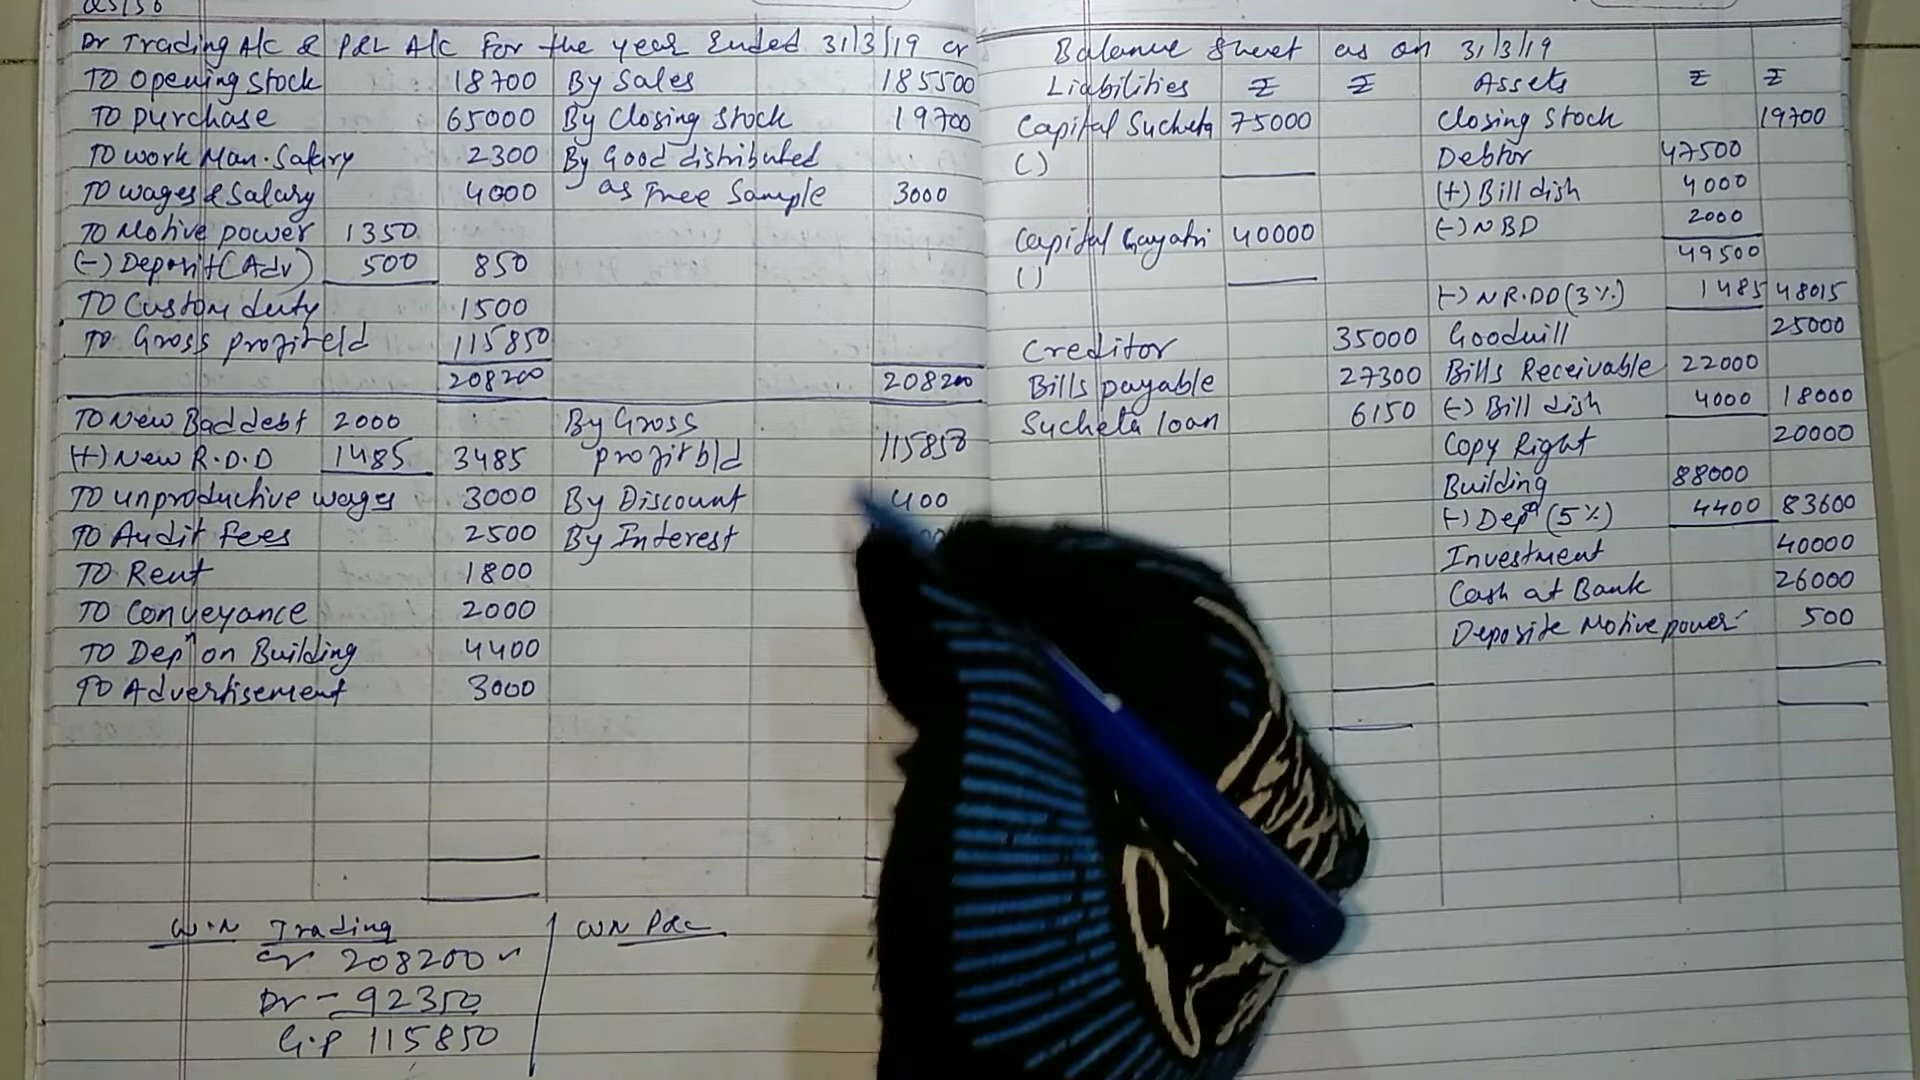 Dr Trading A/c & P&L A/c For the year Ended 31/3/19 cr
To Opening Stock 18700 By Sales 185500
To purchase 65000 By Closing Stock 19700
To work Man. Salary 2300 By Good distributed
To wages & Salary 4000 as Free Sample 3000
To Motive power 1350
(-) Deposit (Adv) 500 850
To Custom duty 1500
To Gross profit c/d 115850
208200 208200
To New Bad debt 2000 By Gross
(+) New R.D.D 1485 3485 profit b/d 115850
To unproductive wages 3000 By Discount 400
To Audit Fees 2500 By Interest
To Rent 1800
To Conveyance 2000
To Depn on Building 4400
To Advertisement 3000
W.N Trading
cr 208200
Dr - 92350
G.P 115850
WN P&L
Balance Sheet as on 31/3/19
Liabilities ₹ ₹ Assets ₹ ₹
Capital Sucheta 75000 Closing Stock 19700
() Debtor 47500
(+) Bill dish 4000
Capital Gayatri 40000 (-) NBD 2000
() 49500
(-) N R.DD (3%) 1485 48015
Creditor 35000 Goodwill 25000
Bills payable 27300 Bills Receivable 22000
Sucheta loan 6150 (-) Bill dish 4000 18000
Copy Right 20000
Building 88000
(-) Depn (5%) 4400 83600
Investment 40000
Cash at Bank 26000
Deposite Motive power 500